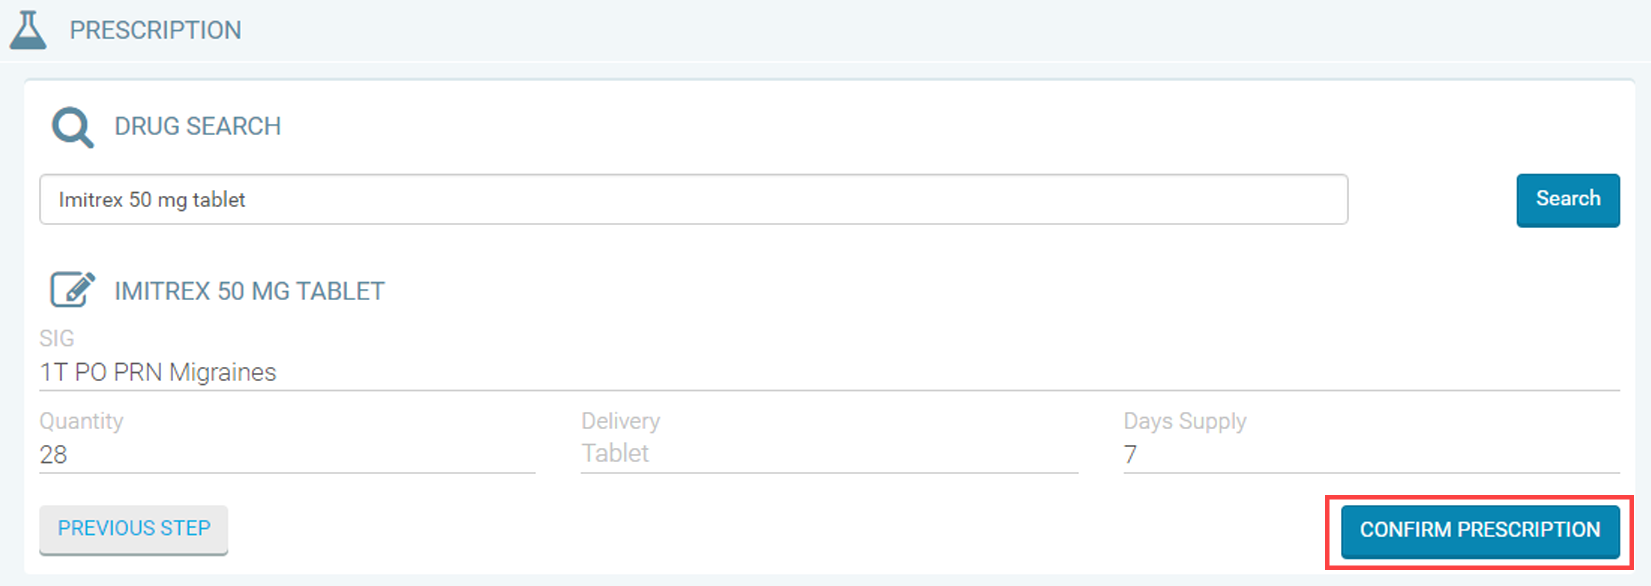 PRESCRIPTION
DRUG SEARCH
Imitrex 50 mg tablet
Search
IMITREX 50 MG TABLET
SIG
1T PO PRN Migraines
Quantity Delivery Days Supply
28 Tablet 7
PREVIOUS STEP CONFIRM PRESCRIPTION